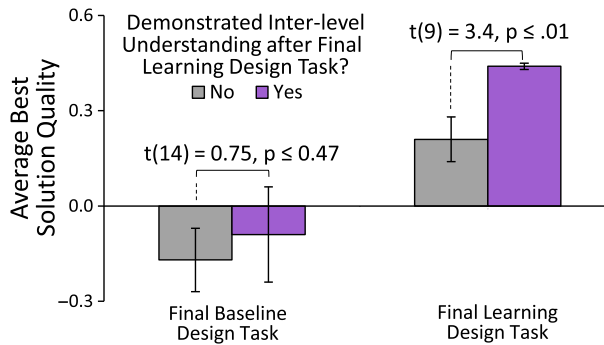 Demonstrated Inter-level
Understanding after Final
Learning Design Task?
No Yes
t(9) = 3.4, p ≤ .01
t(14) = 0.75, p ≤ 0.47
Average Best
Solution Quality
0.6
0.3
0.0
−0.3
Final Baseline
Design Task
Final Learning
Design Task